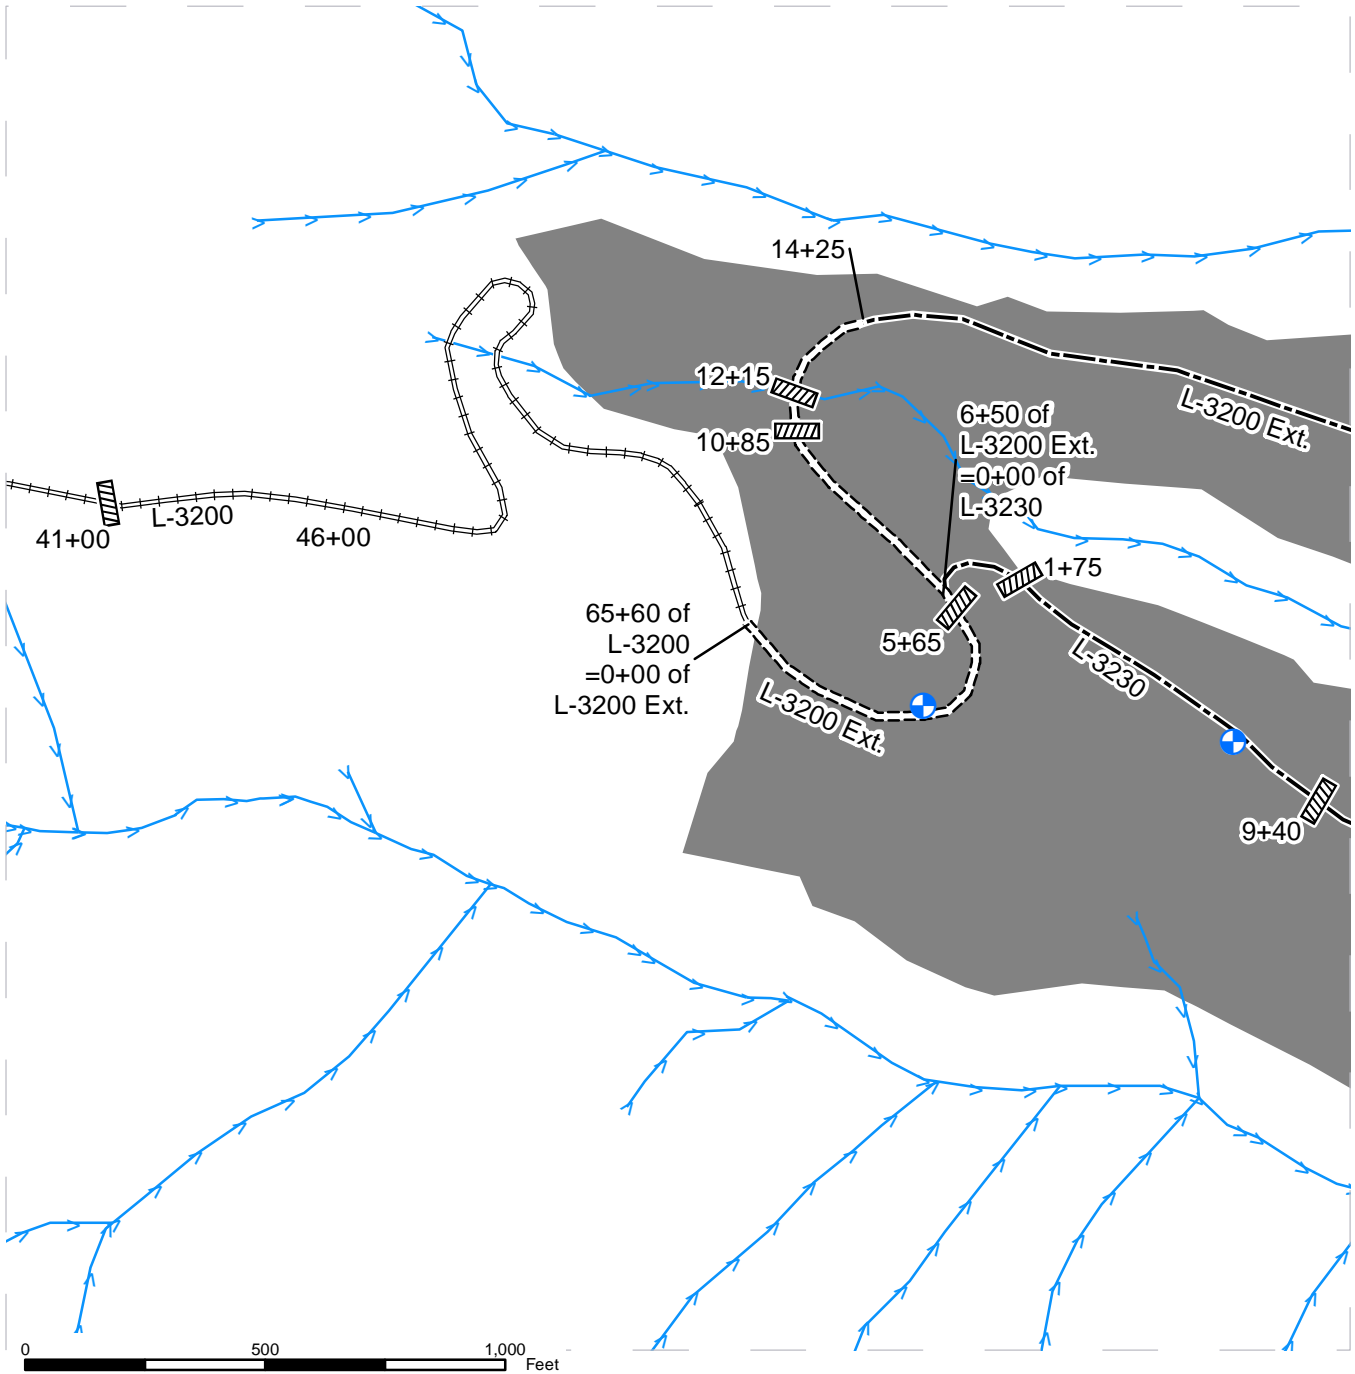 14+25
12+15
10+85
L-3200 Ext.
6+50 of
L-3200 Ext.
=0+00 of
L-3230
L-3200
41+00
46+00
1+75
65+60 of
L-3200
=0+00 of
L-3200 Ext.
5+65
L-3230
L-3200 Ext.
9+40
0
500
1,000
Feet